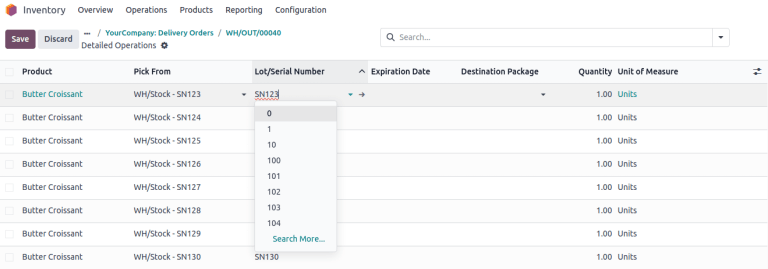 Inventory Overview Operations Products Reporting Configuration
Save Discard ··· / YourCompany: Delivery Orders / WH/OUT/00040
Detailed Operations
Search...
Product Pick From Lot/Serial Number Expiration Date Destination Package Quantity Unit of Measure
Butter Croissant WH/Stock - SN123 SN123 1.00 Units
Butter Croissant WH/Stock - SN124 0 1.00 Units
Butter Croissant WH/Stock - SN125 1 10 1.00 Units
Butter Croissant WH/Stock - SN126 100 1.00 Units
Butter Croissant WH/Stock - SN127 101 102 1.00 Units
Butter Croissant WH/Stock - SN128 103 1.00 Units
Butter Croissant WH/Stock - SN129 104 Search More... 1.00 Units
Butter Croissant WH/Stock - SN130 SN130 1.00 Units